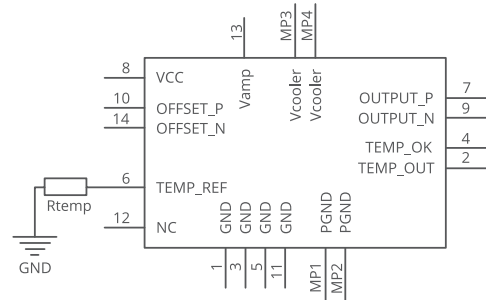 13
MP3
MP4
8
VCC
Vamp
Vcooler
Vcooler
OUTPUT_P
7
10
OFFSET_P
OUTPUT_N
9
14
OFFSET_N
TEMP_OK
4
TEMP_OUT
2
6
TEMP_REF
Rtemp
12
NC
GND
GND
GND
GND
PGND
PGND
GND
1
3
5
11
MP1
MP2